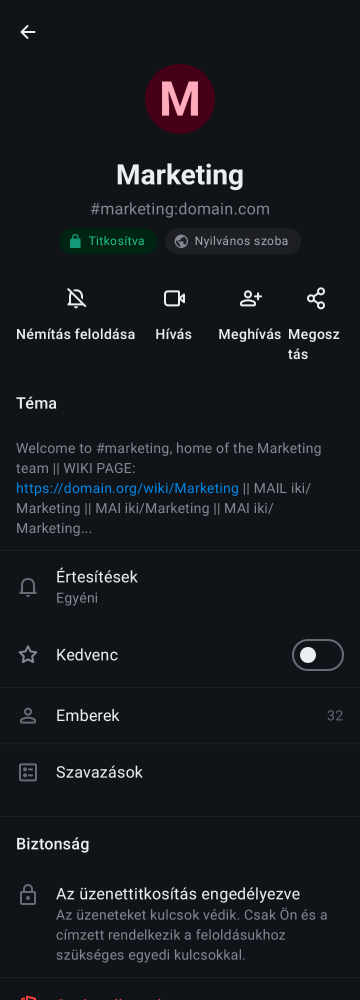 M
Marketing
#marketing:domain.com
Titkosítva
Nyilvános szoba
Némítás feloldása
Hívás
Meghívás
Megosz
tás
Téma
Welcome to #marketing, home of the Marketing
team || WIKI PAGE:
https://domain.org/wiki/Marketing || MAIL iki/
Marketing || MAI iki/Marketing || MAI iki/
Marketing...
Értesítések
Egyéni
Kedvenc
Emberek
32
Szavazások
Biztonság
Az üzenettitkosítás engedélyezve
Az üzeneteket kulcsok védik. Csak Ön és a
címzett rendelkezik a feloldásukhoz
szükséges egyedi kulcsokkal.